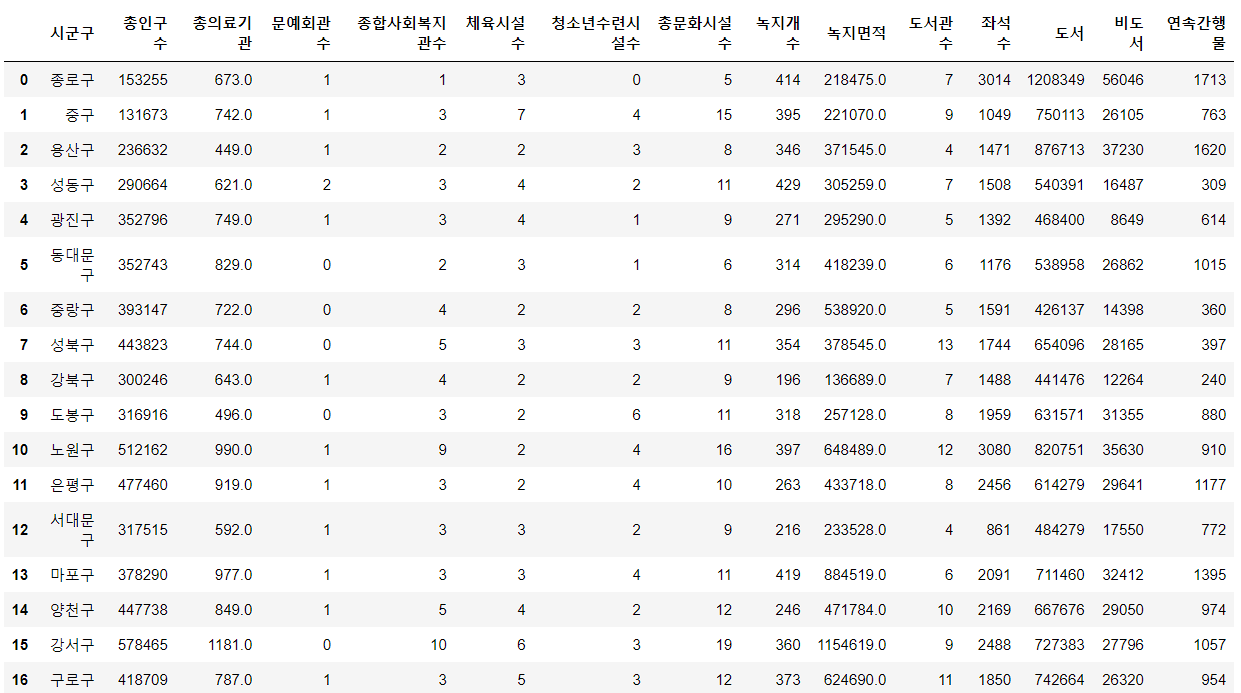 시군구 총인구수 총의료기관 문예회관수 종합사회복지관수 체육시설수 청소년수련시설수 총문화시설수 녹지개수 녹지면적 도서관수 좌석수 도서 비도서 연속간행물
0 종로구 153255 673.0 1 1 3 0 5 414 218475.0 7 3014 1208349 56046 1713
1 중구 131673 742.0 1 3 7 4 15 395 221070.0 9 1049 750113 26105 763
2 용산구 236632 449.0 1 2 2 3 8 346 371545.0 4 1471 876713 37230 1620
3 성동구 290664 621.0 2 3 4 2 11 429 305259.0 7 1508 540391 16487 309
4 광진구 352796 749.0 1 3 4 1 9 271 295290.0 5 1392 468400 8649 614
5 동대문구 352743 829.0 0 2 3 1 6 314 418239.0 6 1176 538958 26862 1015
6 중랑구 393147 722.0 0 4 2 2 8 296 538920.0 5 1591 426137 14398 360
7 성북구 443823 744.0 0 5 3 3 11 354 378545.0 13 1744 654096 28165 397
8 강북구 300246 643.0 1 4 2 2 9 196 136689.0 7 1488 441476 12264 240
9 도봉구 316916 496.0 0 3 2 6 11 318 257128.0 8 1959 631571 31355 880
10 노원구 512162 990.0 1 9 2 4 16 397 648489.0 12 3080 820751 35630 910
11 은평구 477460 919.0 1 3 2 4 10 263 433718.0 8 2456 614279 29641 1177
12 서대문구 317515 592.0 1 3 3 2 9 216 233528.0 4 861 484279 17550 772
13 마포구 378290 977.0 1 3 3 4 11 419 884519.0 6 2091 711460 32412 1395
14 양천구 447738 849.0 1 5 4 2 12 246 471784.0 10 2169 667676 29050 974
15 강서구 578465 1181.0 0 10 6 3 19 360 1154619.0 9 2488 727383 27796 1057
16 구로구 418709 787.0 1 3 5 3 12 373 624690.0 11 1850 742664 26320 954